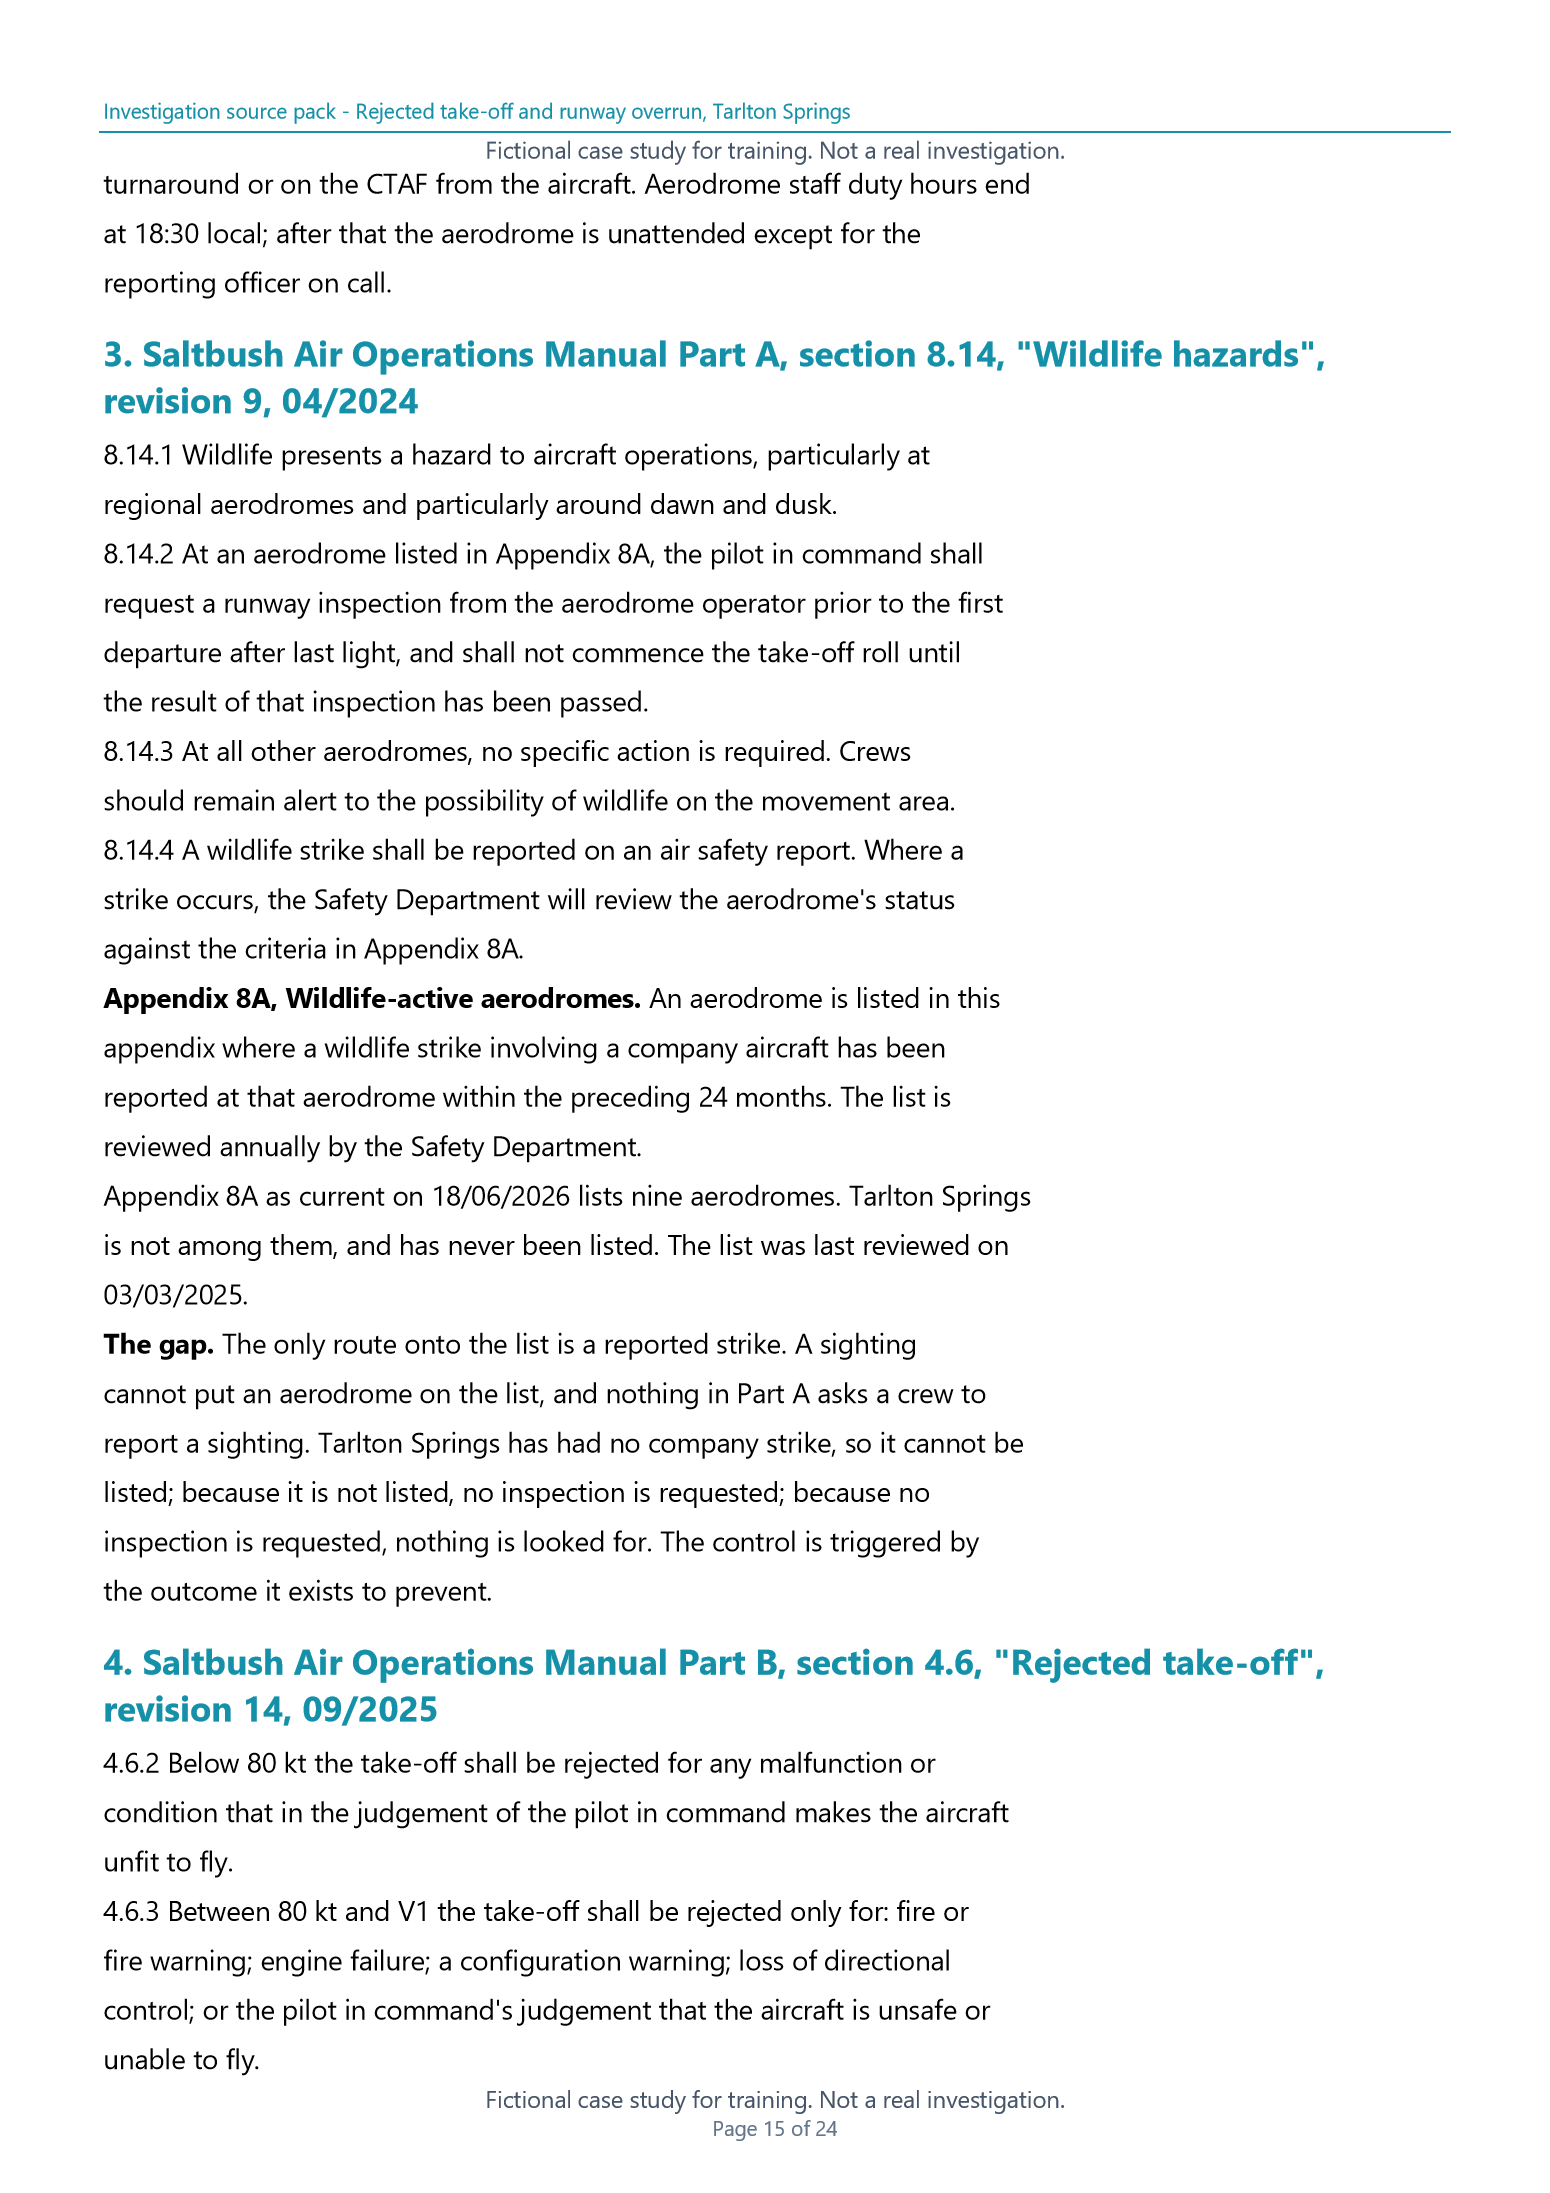 Investigation source pack - Rejected take-off and runway overrun, Tarlton Springs
Fictional case study for training. Not a real investigation.
turnaround or on the CTAF from the aircraft. Aerodrome staff duty hours end
at 18:30 local; after that the aerodrome is unattended except for the
reporting officer on call.
3. Saltbush Air Operations Manual Part A, section 8.14, "Wildlife hazards",
revision 9, 04/2024
8.14.1 Wildlife presents a hazard to aircraft operations, particularly at
regional aerodromes and particularly around dawn and dusk.
8.14.2 At an aerodrome listed in Appendix 8A, the pilot in command shall
request a runway inspection from the aerodrome operator prior to the first
departure after last light, and shall not commence the take-off roll until
the result of that inspection has been passed.
8.14.3 At all other aerodromes, no specific action is required. Crews
should remain alert to the possibility of wildlife on the movement area.
8.14.4 A wildlife strike shall be reported on an air safety report. Where a
strike occurs, the Safety Department will review the aerodrome's status
against the criteria in Appendix 8A.
Appendix 8A, Wildlife-active aerodromes. An aerodrome is listed in this
appendix where a wildlife strike involving a company aircraft has been
reported at that aerodrome within the preceding 24 months. The list is
reviewed annually by the Safety Department.
Appendix 8A as current on 18/06/2026 lists nine aerodromes. Tarlton Springs
is not among them, and has never been listed. The list was last reviewed on
03/03/2025.
The gap. The only route onto the list is a reported strike. A sighting
cannot put an aerodrome on the list, and nothing in Part A asks a crew to
report a sighting. Tarlton Springs has had no company strike, so it cannot be
listed; because it is not listed, no inspection is requested; because no
inspection is requested, nothing is looked for. The control is triggered by
the outcome it exists to prevent.
4. Saltbush Air Operations Manual Part B, section 4.6, "Rejected take-off",
revision 14, 09/2025
4.6.2 Below 80 kt the take-off shall be rejected for any malfunction or
condition that in the judgement of the pilot in command makes the aircraft
unfit to fly.
4.6.3 Between 80 kt and V1 the take-off shall be rejected only for: fire or
fire warning; engine failure; a configuration warning; loss of directional
control; or the pilot in command's judgement that the aircraft is unsafe or
unable to fly.
Fictional case study for training. Not a real investigation.
Page 15 of 24